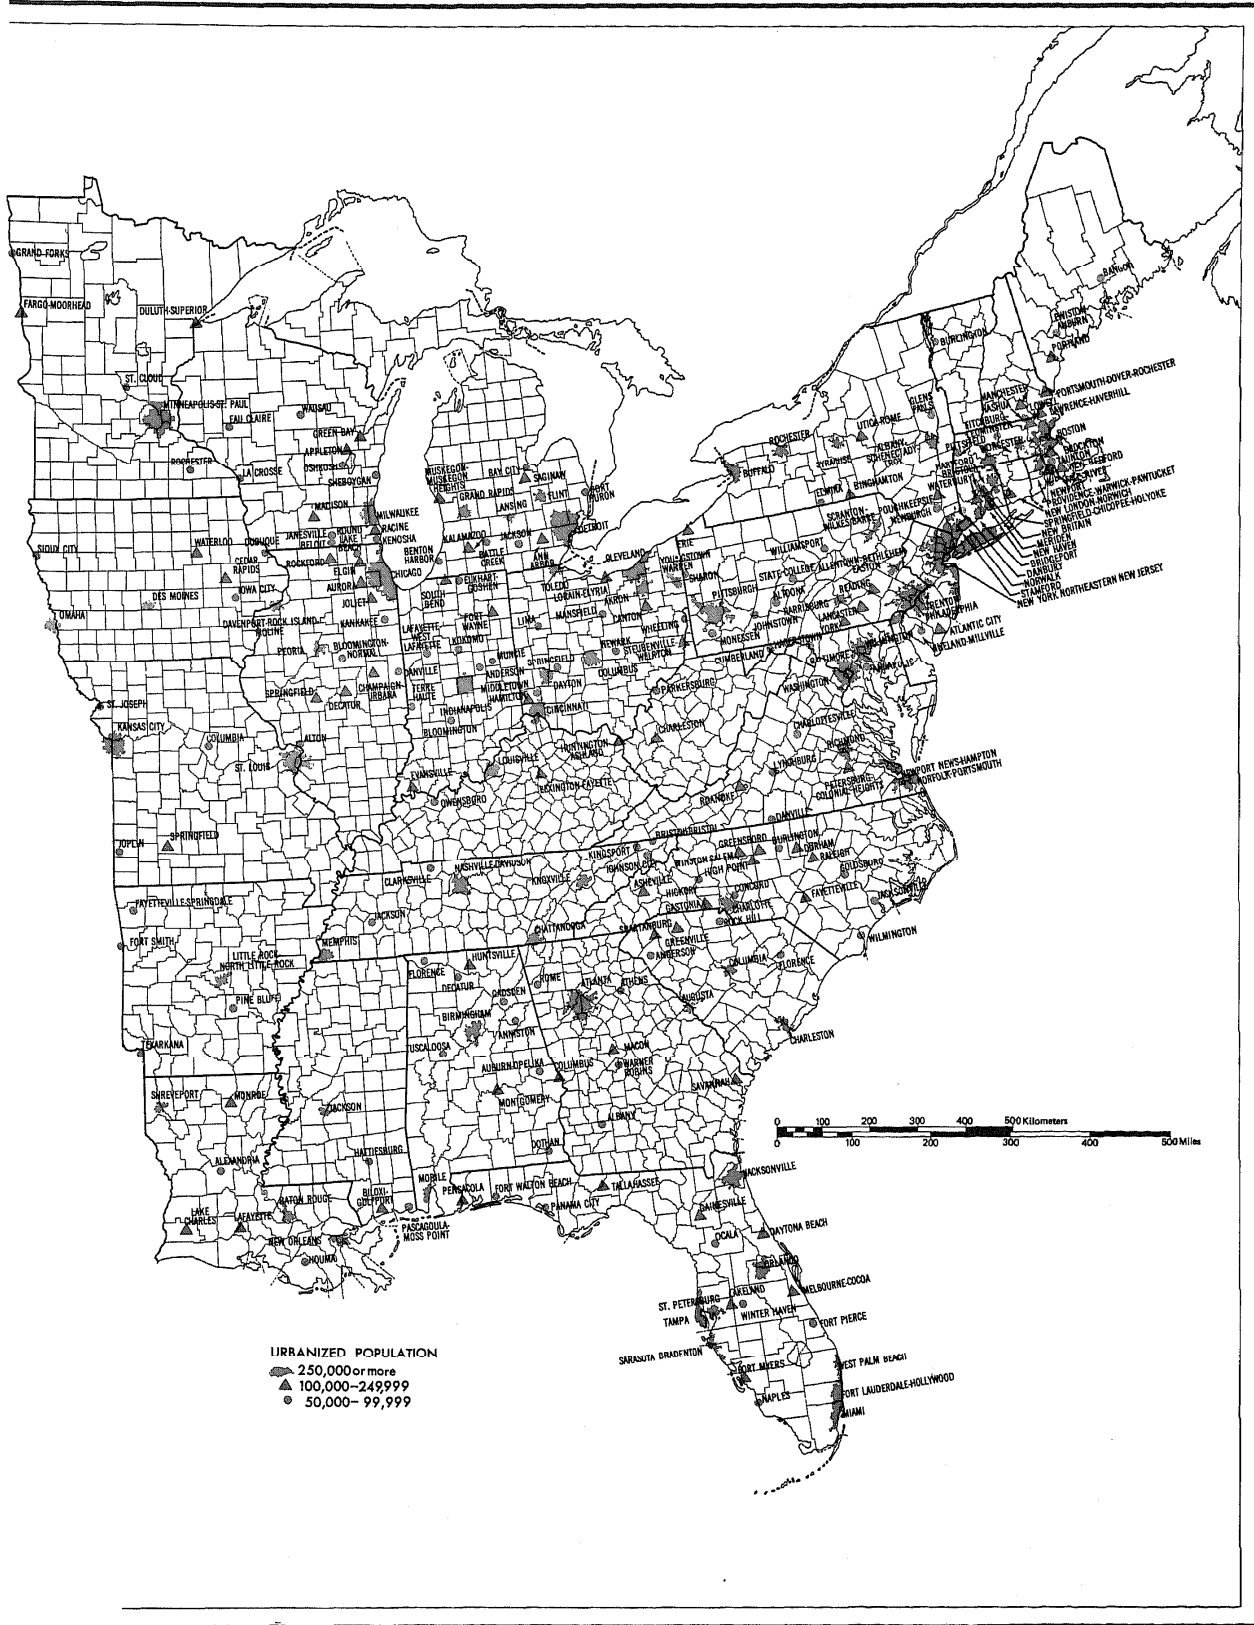 GRAND FORKS
FARGO-MOORHEAD
DULUTH-SUPERIOR
ST. CLOUD
MINNEAPOLIS-ST. PAUL
EAU CLAIRE
WAUSAU
GREEN BAY
APPLETON
OSHKOSH
SHEBOYGAN
ROCHESTER
LA CROSSE
MADISON
MILWAUKEE
RACINE
KENOSHA
JANESVILLE
BELOIT
ROUND
LAKE
BEACH
ROCKFORD
ELGIN
AURORA
JOLIET
CHICAGO
KANKAKEE
SIOUX CITY
WATERLOO
DUBUQUE
CEDAR
RAPIDS
IOWA CITY
DES MOINES
DAVENPORT-ROCK ISLAND-
MOLINE
OMAHA
PEORIA
BLOOMINGTON-
NORMAL
SPRINGFIELD
DECATUR
CHAMPAIGN-
URBANA
DANVILLE
ALTON
ST. LOUIS
ST. JOSEPH
KANSAS CITY
COLUMBIA
JOPLIN
SPRINGFIELD
MUSKEGON-
MUSKEGON
HEIGHTS
BAY CITY
SAGINAW
GRAND RAPIDS
FLINT
PORT
HURON
LANSING
DETROIT
KALAMAZOO
JACKSON
BATTLE
CREEK
ANN
ARBOR
BENTON
HARBOR
SOUTH
BEND
ELKHART-
GOSHEN
FORT
WAYNE
LAFAYETTE-
WEST
LAFAYETTE
KOKOMO
MUNCIE
ANDERSON
TERRE
HAUTE
INDIANAPOLIS
BLOOMINGTON
EVANSVILLE
TOLEDO
CLEVELAND
LORAIN-ELYRIA
AKRON
MANSFIELD
CANTON
LIMA
YOUNGSTOWN
WARREN
SHARON
NEWARK
STEUBENVILLE-
WEIRTON
WHEELING
COLUMBUS
SPRINGFIELD
DAYTON
MIDDLETOWN
HAMILTON
CINCINNATI
PARKERSBURG
HUNTINGTON
ASHLAND
CHARLESTON
LOUISVILLE
LEXINGTON-FAYETTE
OWENSBORO
ERIE
PITTSBURGH
MONESSEN
JOHNSTOWN
ALTOONA
STATE COLLEGE
WILLIAMSPORT
HARRISBURG
YORK
LANCASTER
READING
ALLENTOWN-BETHLEHEM
EASTON
SCRANTON-
WILKES-BARRE
CUMBERLAND
HAGERSTOWN
BALTIMORE
WILMINGTON
WASHINGTON
PHILADELPHIA
TRENTON
ATLANTIC CITY
VINELAND-MILLVILLE
BUFFALO
ROCHESTER
SYRACUSE
UTICA-ROME
ALBANY-
SCHENECTADY-
TROY
GLENS
FALLS
ELMIRA
BINGHAMTON
POUGHKEEPSIE
NEWBURGH
BURLINGTON
BANGOR
LEWISTON
AUBURN
PORTLAND
PORTSMOUTH-DOVER-ROCHESTER
MANCHESTER
NASHUA
LOWELL
LAWRENCE-HAVERHILL
FITCHBURG
LEOMINSTER
BOSTON
BROCKTON
TAUNTON
NEW BEDFORD
FALL RIVER
NEWPORT
PROVIDENCE-WARWICK-PAWTUCKET
NEW LONDON-NORWICH
SPRINGFIELD-CHICOPEE-HOLYOKE
NEW BRITAIN
MERIDEN
NEW HAVEN
BRIDGEPORT
DANBURY
NORWALK
STAMFORD
NEW YORK, NORTHEASTERN NEW JERSEY
PITTSFIELD
WORCESTER
HARTFORD
BRISTOL
WATERBURY
CHARLOTTESVILLE
RICHMOND
LYNCHBURG
PETERSBURG-
COLONIAL HEIGHTS
NEWPORT NEWS-HAMPTON
NORFOLK-PORTSMOUTH
ROANOKE
DANVILLE
BRISTOL-BRISTOL
KINGSPORT
JOHNSON CITY
GREENSBORO
BURLINGTON
DURHAM
RALEIGH
WINSTON-SALEM
HIGH POINT
GOLDSBORO
ASHEVILLE
HICKORY
CONCORD
FAYETTEVILLE
JACKSONVILLE
GASTONIA
CHARLOTTE
ROCK HILL
WILMINGTON
CLARKSVILLE
NASHVILLE-DAVIDSON
KNOXVILLE
JACKSON
MEMPHIS
CHATTANOOGA
FAYETTEVILLE-SPRINGDALE
FORT SMITH
LITTLE ROCK
NORTH LITTLE ROCK
PINE BLUFF
TEXARKANA
SPARTANBURG
GREENVILLE
ANDERSON
COLUMBIA
FLORENCE
CHARLESTON
FLORENCE
HUNTSVILLE
DECATUR
GADSDEN
BIRMINGHAM
ANNISTON
TUSCALOOSA
AUBURN-OPELIKA
MONTGOMERY
DOTHAN
MOBILE
ROME
ATLANTA
ATHENS
AUGUSTA
MACON
WARNER
ROBINS
COLUMBUS
SAVANNAH
ALBANY
SHREVEPORT
MONROE
ALEXANDRIA
LAKE
CHARLES
LAFAYETTE
BATON ROUGE
NEW ORLEANS
HOUMA
JACKSON
HATTIESBURG
BILOXI-
GULFPORT
PASCAGOULA-
MOSS POINT
PENSACOLA
FORT WALTON BEACH
PANAMA CITY
TALLAHASSEE
JACKSONVILLE
GAINESVILLE
OCALA
DAYTONA BEACH
ORLANDO
MELBOURNE-COCOA
LAKELAND
WINTER HAVEN
ST. PETERSBURG
TAMPA
FORT PIERCE
SARASOTA BRADENTON
FORT MYERS
WEST PALM BEACH
NAPLES
FORT LAUDERDALE-HOLLYWOOD
MIAMI
0 100 200 300 400 500 Kilometers
0 100 200 300 400 500 Miles
URBANIZED POPULATION
250,000 or more
100,000-249,999
50,000- 99,999